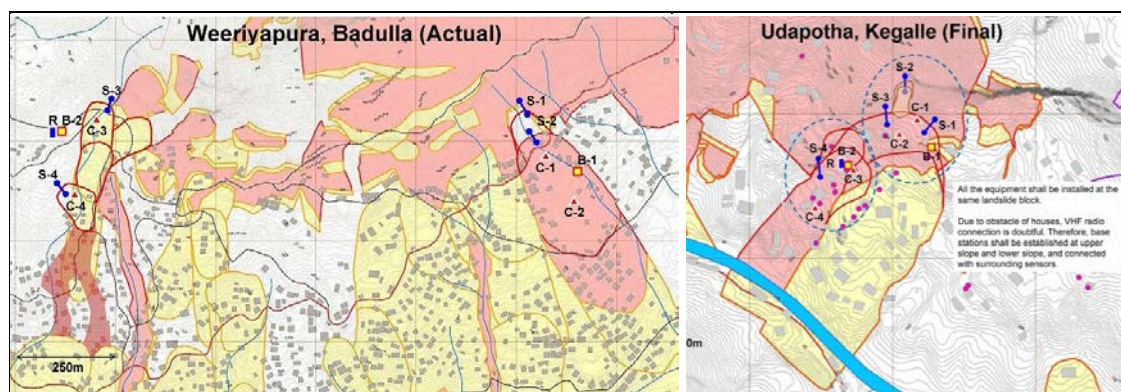 Weeriyapura, Badulla (Actual)
S-3
R B-2
C-3
S-4
C-4
S-1
S-2
C-1
B-1
C-2
250m
Udapotha, Kegalle (Final)
S-2
S-3
C-1
S-1
C-2
B-1
S-4
B-2
R
C-3
C-4
All the equipment shall be installed at the
same landslide block.
Due to obstacle of houses, VHF radio
connection is doubtful. Therefore, base
stations shall be established at upper
slope and lower slope, and connected
with surrounding sensors.
0m